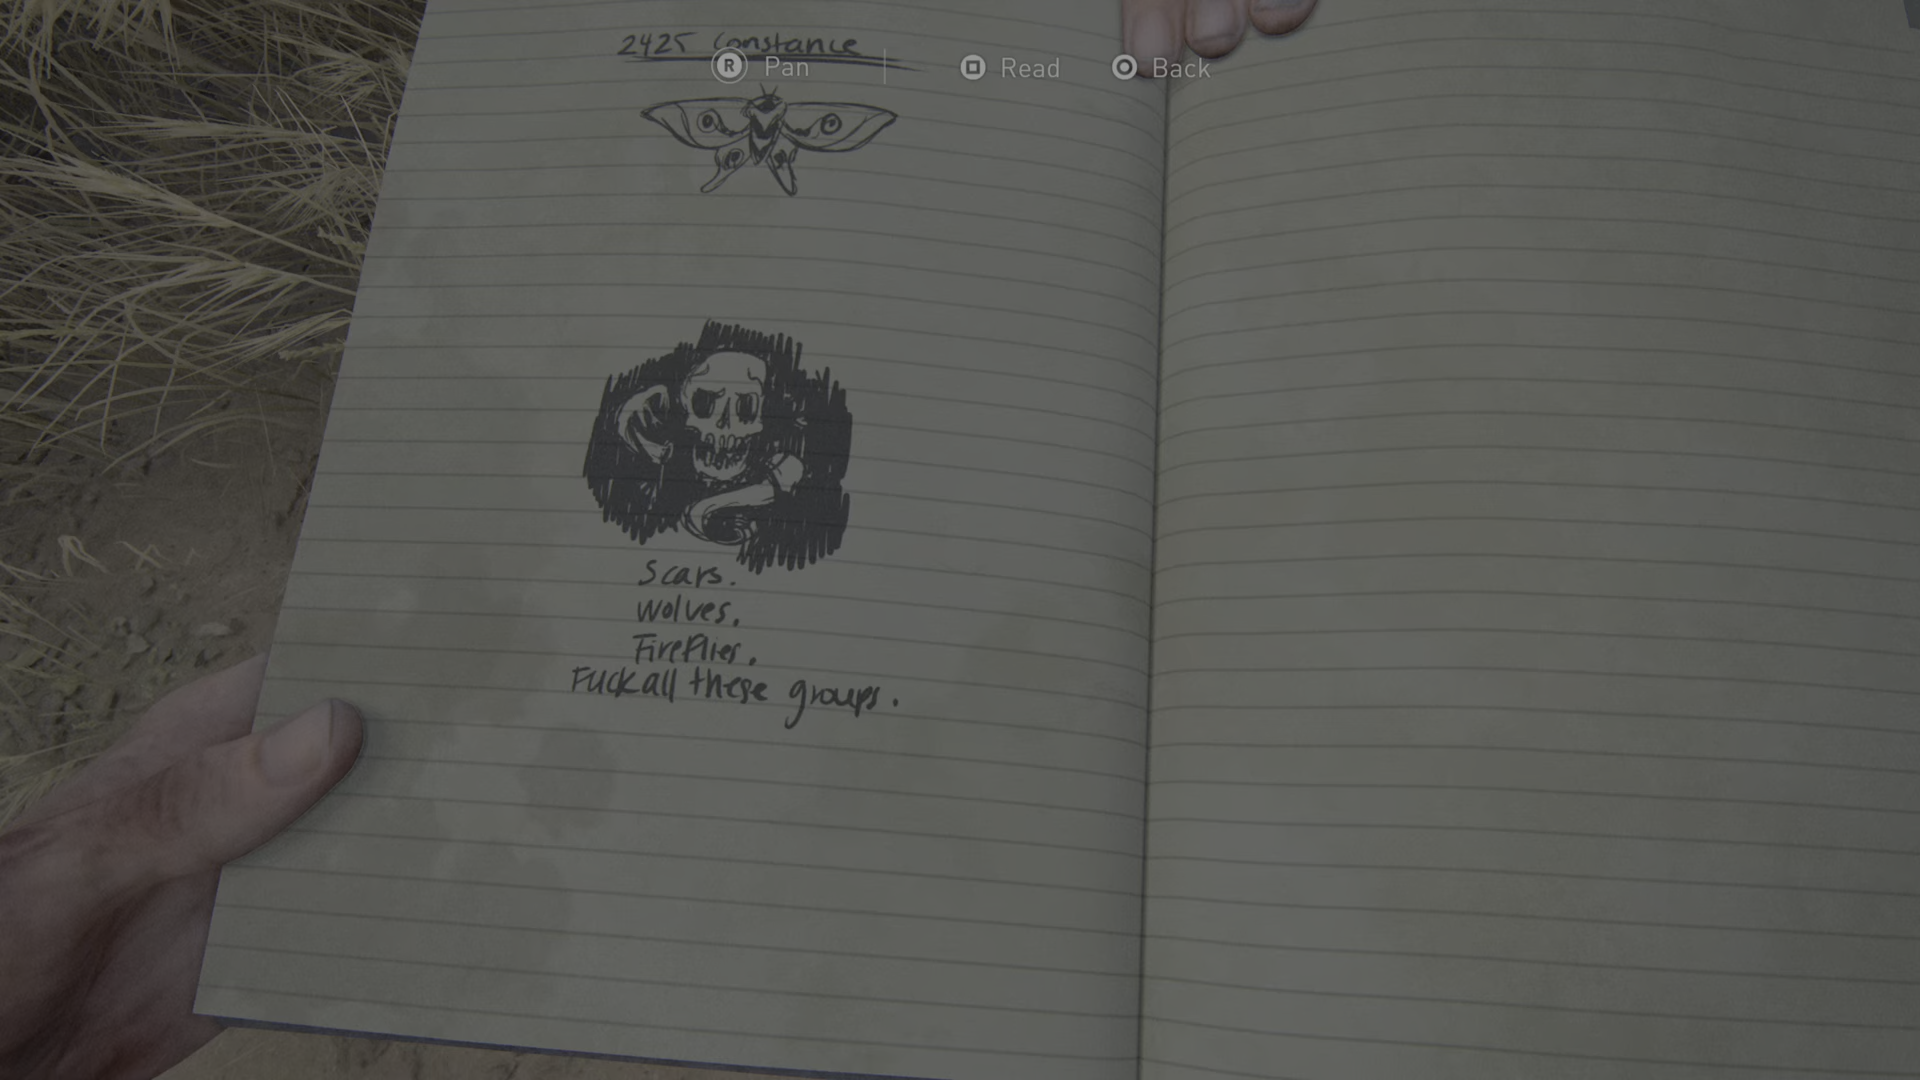 2425 Constance
R Pan Read Back
Scars.
Wolves.
Fireflies.
Fuck all these groups.